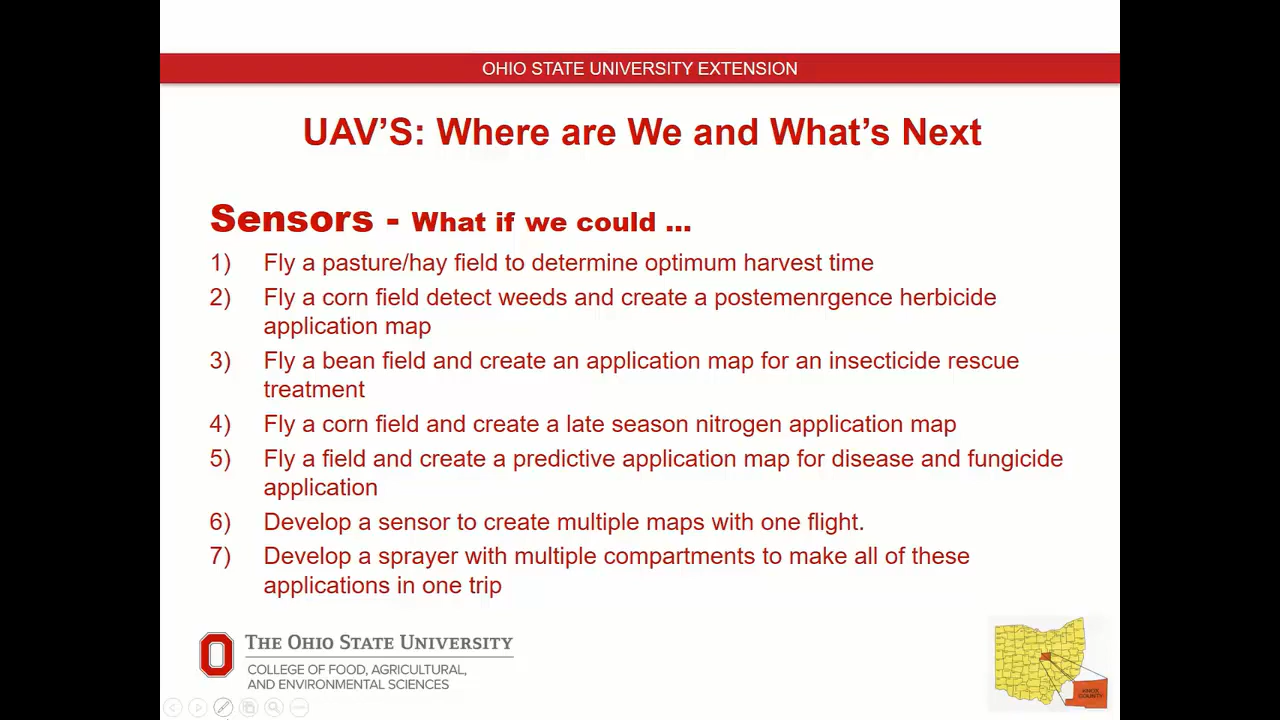 OHIO STATE UNIVERSITY EXTENSION
UAV'S: Where are We and What's Next
Sensors - What if we could ...
1) Fly a pasture/hay field to determine optimum harvest time
2) Fly a corn field detect weeds and create a postemenrgence herbicide
application map
3) Fly a bean field and create an application map for an insecticide rescue
treatment
4) Fly a corn field and create a late season nitrogen application map
5) Fly a field and create a predictive application map for disease and fungicide
application
6) Develop a sensor to create multiple maps with one flight.
7) Develop a sprayer with multiple compartments to make all of these
applications in one trip
THE OHIO STATE UNIVERSITY
COLLEGE OF FOOD, AGRICULTURAL,
AND ENVIRONMENTAL SCIENCES
KNOX
COUNTY